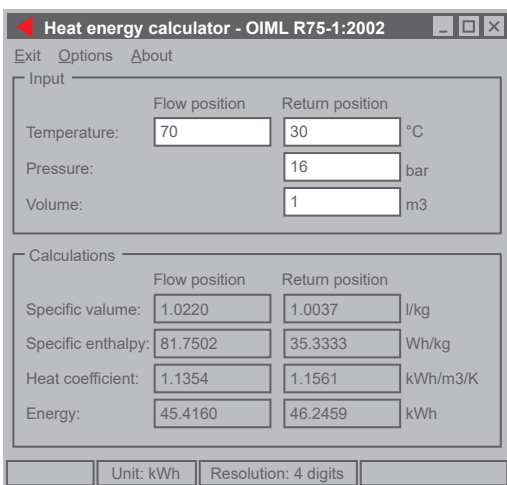 Heat energy calculator - OIML R75-1:2002
Exit Options About
Input
Flow position Return position
Temperature: 70 30 °C
Pressure: 16 bar
Volume: 1 m3
Calculations
Flow position Return position
Specific valume: 1.0220 1.0037 l/kg
Specific enthalpy: 81.7502 35.3333 Wh/kg
Heat coefficient: 1.1354 1.1561 kWh/m3/K
Energy: 45.4160 46.2459 kWh
Unit: kWh Resolution: 4 digits